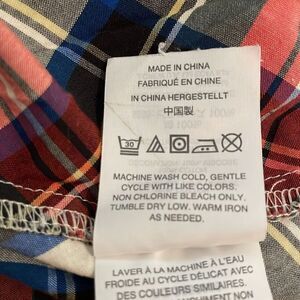 MADE IN CHINA
FABRIQUÉ EN CHINE
IN CHINA HERGESTELLT
中国製
30
MACHINE WASH COLD, GENTLE
CYCLE WITH LIKE COLORS.
NON CHLORINE BLEACH ONLY.
TUMBLE DRY LOW. WARM IRON
AS NEEDED.
LAVER À LA MACHINE À L'EAU
FROIDE AU CYCLE DÉLICAT AVEC
DES COULEURS SIMILAIRES.